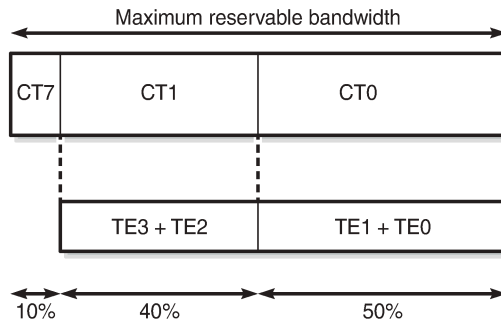 Maximum reservable bandwidth
CT7 CT1 CT0
TE3 + TE2 TE1 + TE0
10% 40% 50%